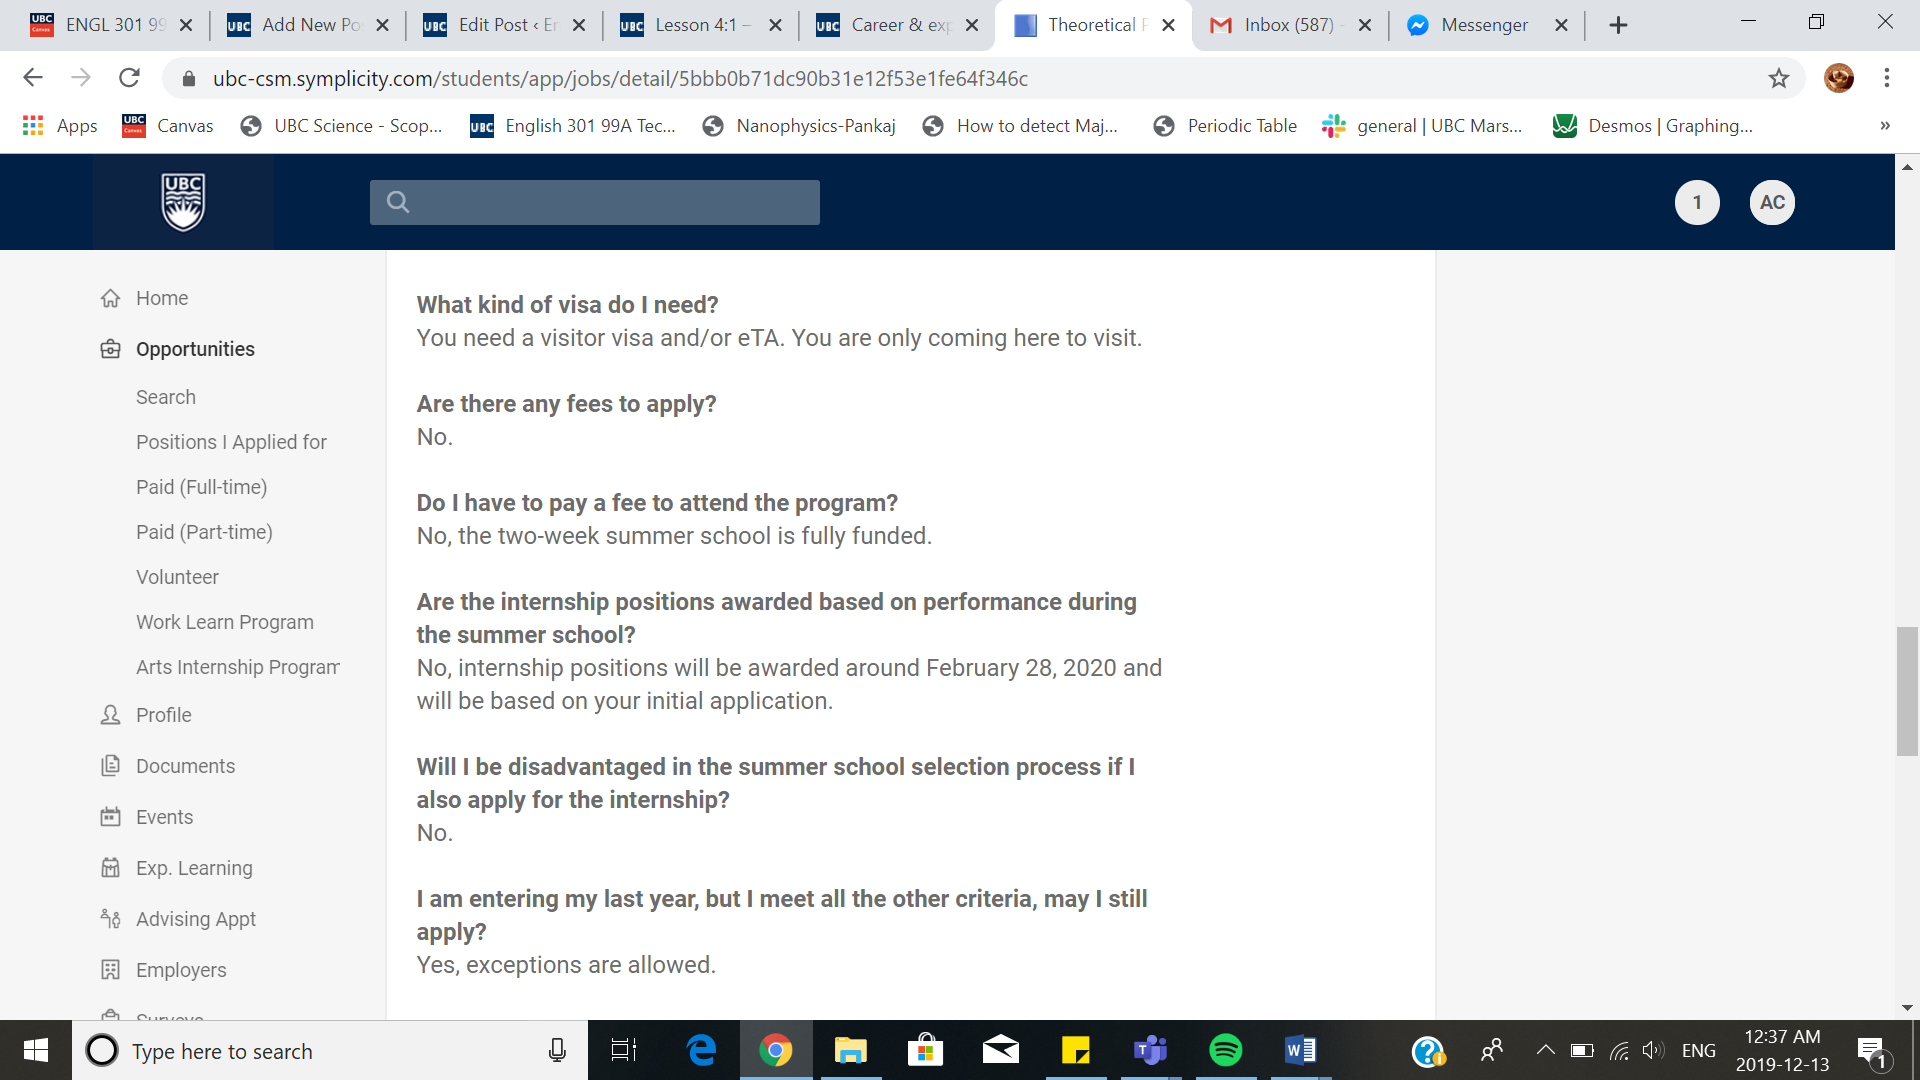 ENGL 301 99
Add New Po
Edit Post ‹ En
Lesson 4:1 –
Career & exp
Theoretical P
Inbox (587) -
Messenger
ubc-csm.symplicity.com/students/app/jobs/detail/5bbb0b71dc90b31e12f53e1fe64f346c
Apps
UBC Canvas
Canvas
UBC Science - Scop...
UBC
English 301 99A Tec...
Nanophysics-Pankaj
How to detect Maj...
Periodic Table
general | UBC Mars...
Desmos | Graphing...
»
UBC
1
AC
Home
Opportunities
Search
Positions I Applied for
Paid (Full-time)
Paid (Part-time)
Volunteer
Work Learn Program
Arts Internship Program
Profile
Documents
Events
Exp. Learning
Advising Appt
Employers
Surveys
What kind of visa do I need?
You need a visitor visa and/or eTA. You are only coming here to visit.
Are there any fees to apply?
No.
Do I have to pay a fee to attend the program?
No, the two-week summer school is fully funded.
Are the internship positions awarded based on performance during
the summer school?
No, internship positions will be awarded around February 28, 2020 and
will be based on your initial application.
Will I be disadvantaged in the summer school selection process if I
also apply for the internship?
No.
I am entering my last year, but I meet all the other criteria, may I still
apply?
Yes, exceptions are allowed.
Type here to search
ENG
12:37 AM
2019-12-13
1